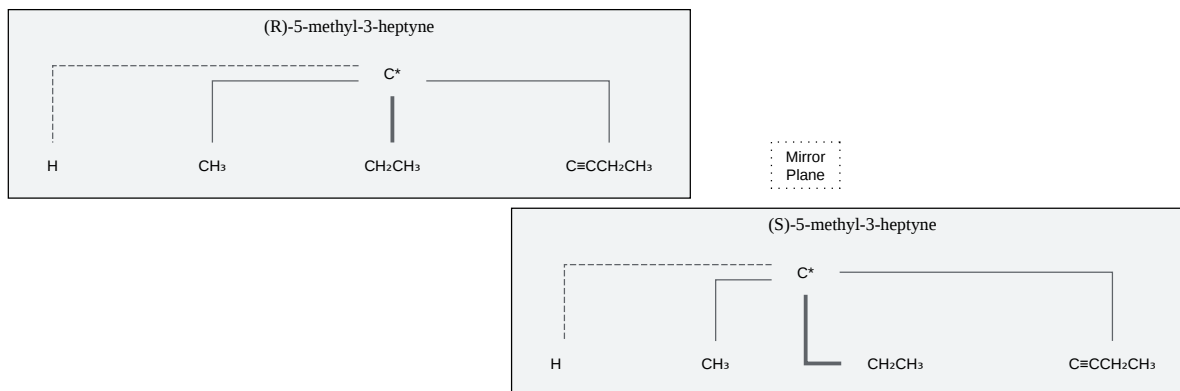 (R)-5-methyl-3-heptyne
C*
H
CH₃
CH₂CH₃
C≡CCH₂CH₃
Mirror
Plane
(S)-5-methyl-3-heptyne
C*
H
CH₃
CH₂CH₃
C≡CCH₂CH₃